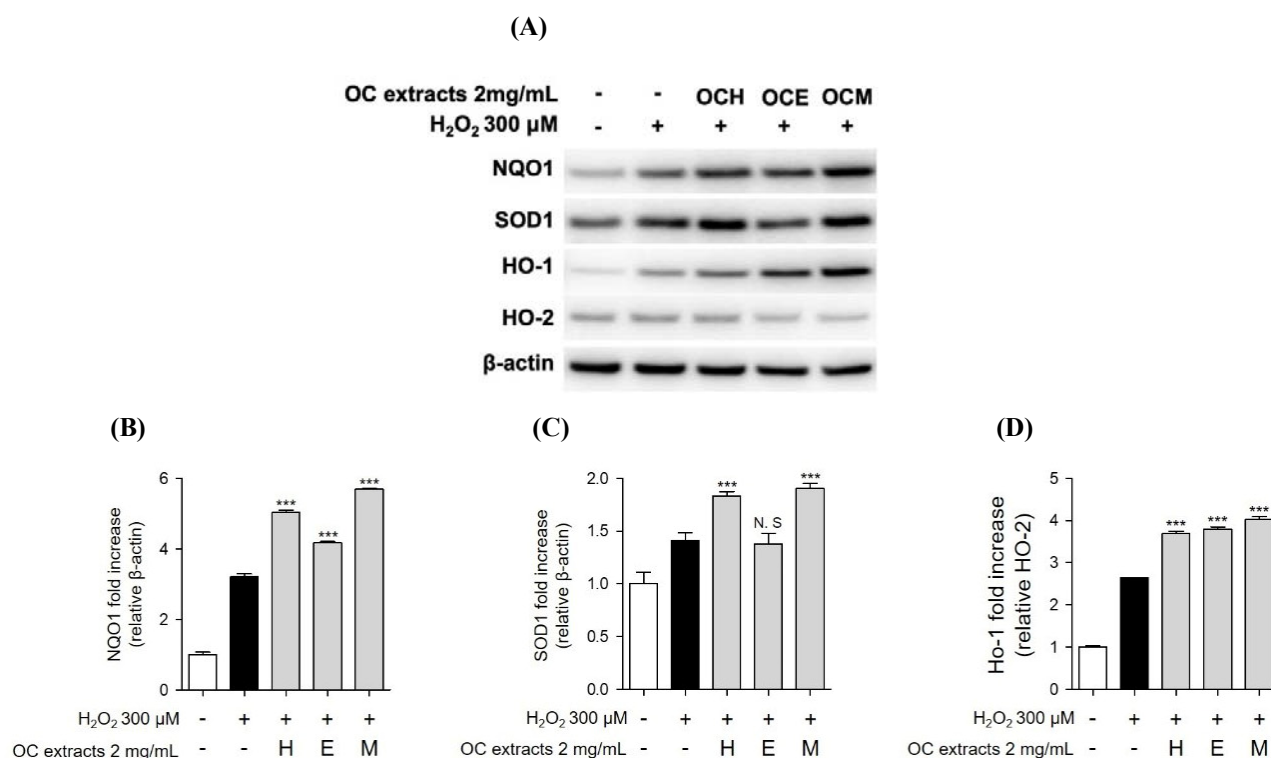 (A)
OC extracts 2mg/mL - - OCH OCE OCM
H₂O₂ 300 µM - + + + +
NQO1
SOD1
HO-1
HO-2
β-actin
(B)
NQO1 fold increase
(relative β-actin)
6
4
2
0
*** *** ***
H₂O₂ 300 µM - + + + +
OC extracts 2 mg/mL - - H E M
(C)
SOD1 fold increase
(relative β-actin)
2.0
1.5
1.0
0.5
0.0
*** N. S ***
H₂O₂ 300 µM - + + + +
OC extracts 2 mg/mL - - H E M
(D)
Ho-1 fold increase
(relative HO-2)
5
4
3
2
1
0
*** *** ***
H₂O₂ 300 µM - + + + +
OC extracts 2 mg/mL - - H E M